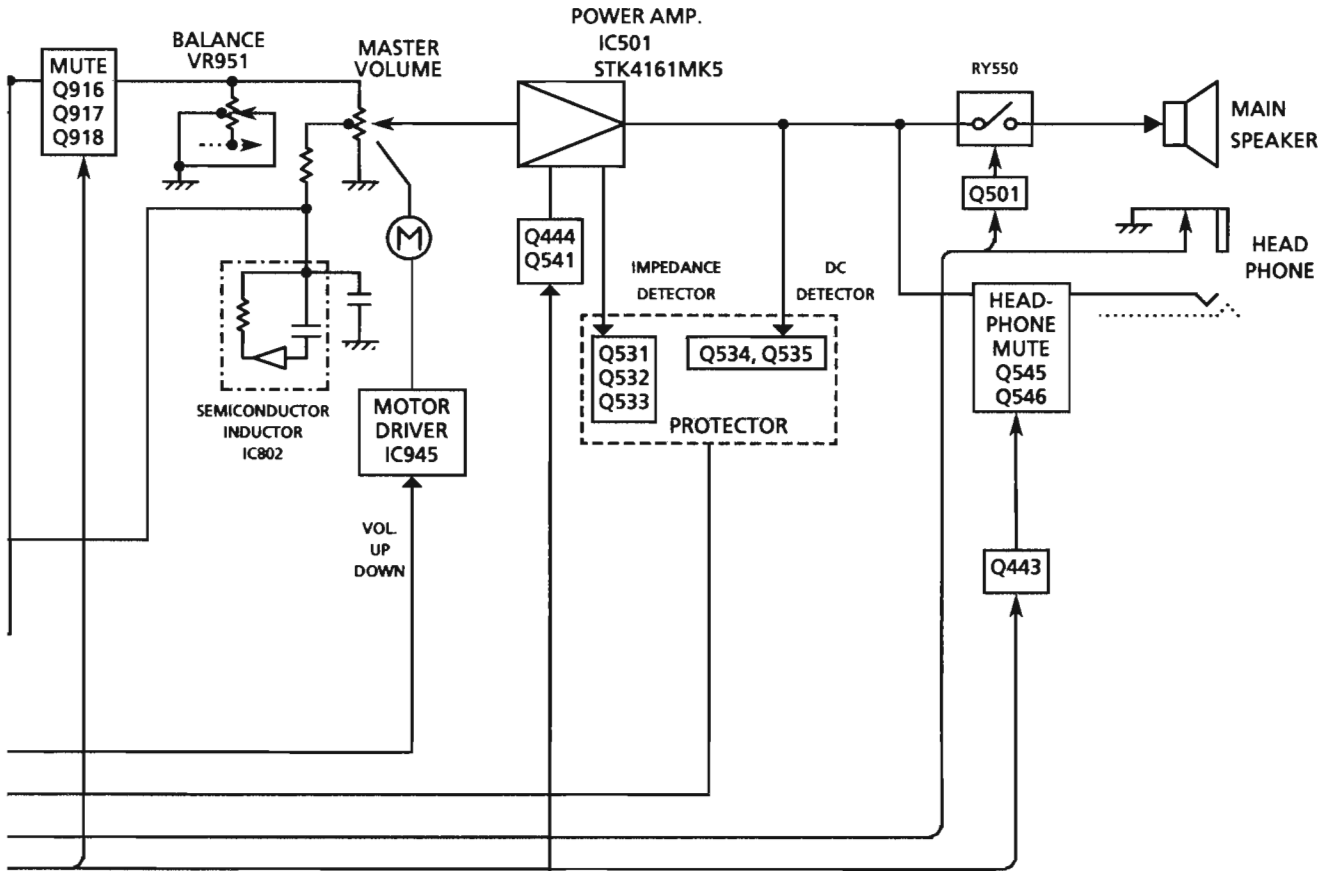 POWER AMP.
IC501
STK4161MK5
BALANCE
VR951
MASTER
VOLUME
MUTE
Q916
Q917
Q918
RY550
MAIN
SPEAKER
Q501
M
Q444
Q541
IMPEDANCE
DETECTOR
DC
DETECTOR
HEAD
PHONE
HEAD-
PHONE
MUTE
Q545
Q546
Q531
Q532
Q533
Q534, Q535
PROTECTOR
SEMICONDUCTOR
INDUCTOR
IC802
MOTOR
DRIVER
IC945
VOL.
UP
DOWN
Q443